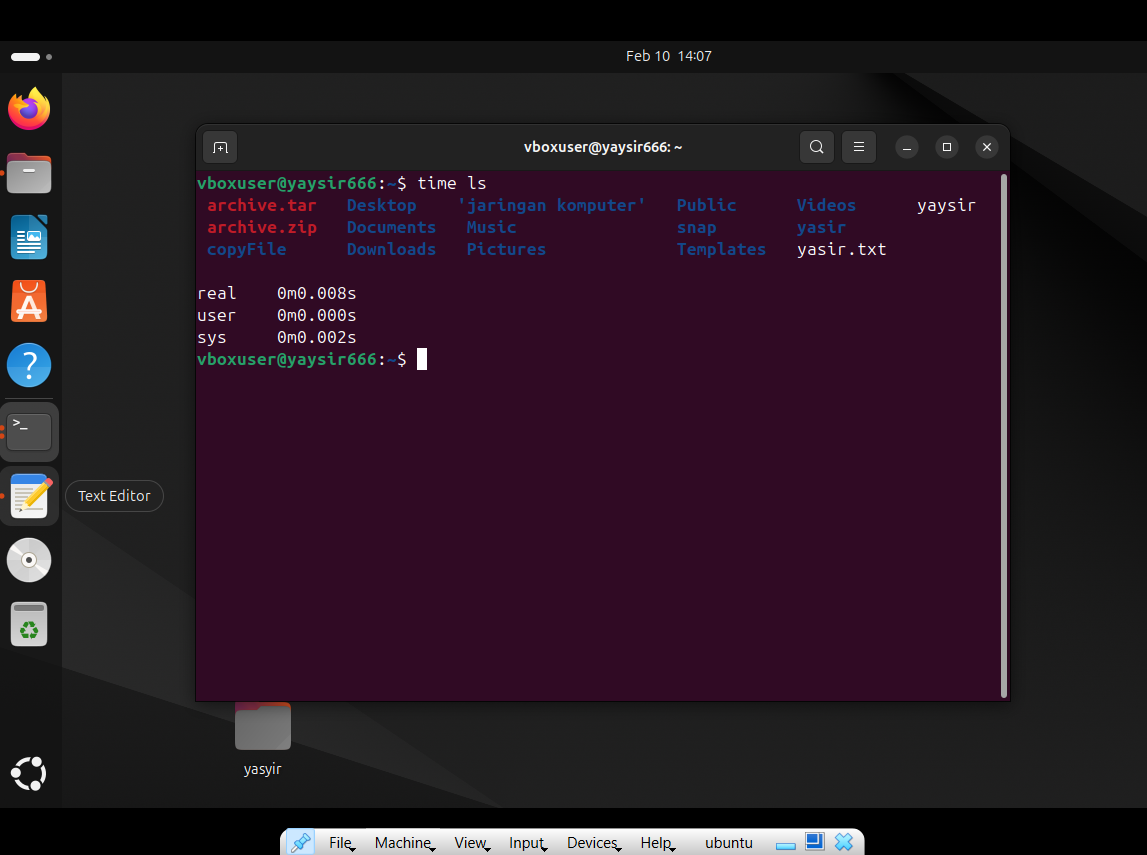 Feb 10 14:07
vboxuser@yaysir666: ~
vboxuser@yaysir666:~$ time ls
archive.tar Desktop 'jaringan komputer' Public Videos yaysir
archive.zip Documents Music snap yasir
copyFile Downloads Pictures Templates yasir.txt
real 0m0.008s
user 0m0.000s
sys 0m0.002s
vboxuser@yaysir666:~$
>_
Text Editor
yasyir
File Machine View Input Devices Help ubuntu